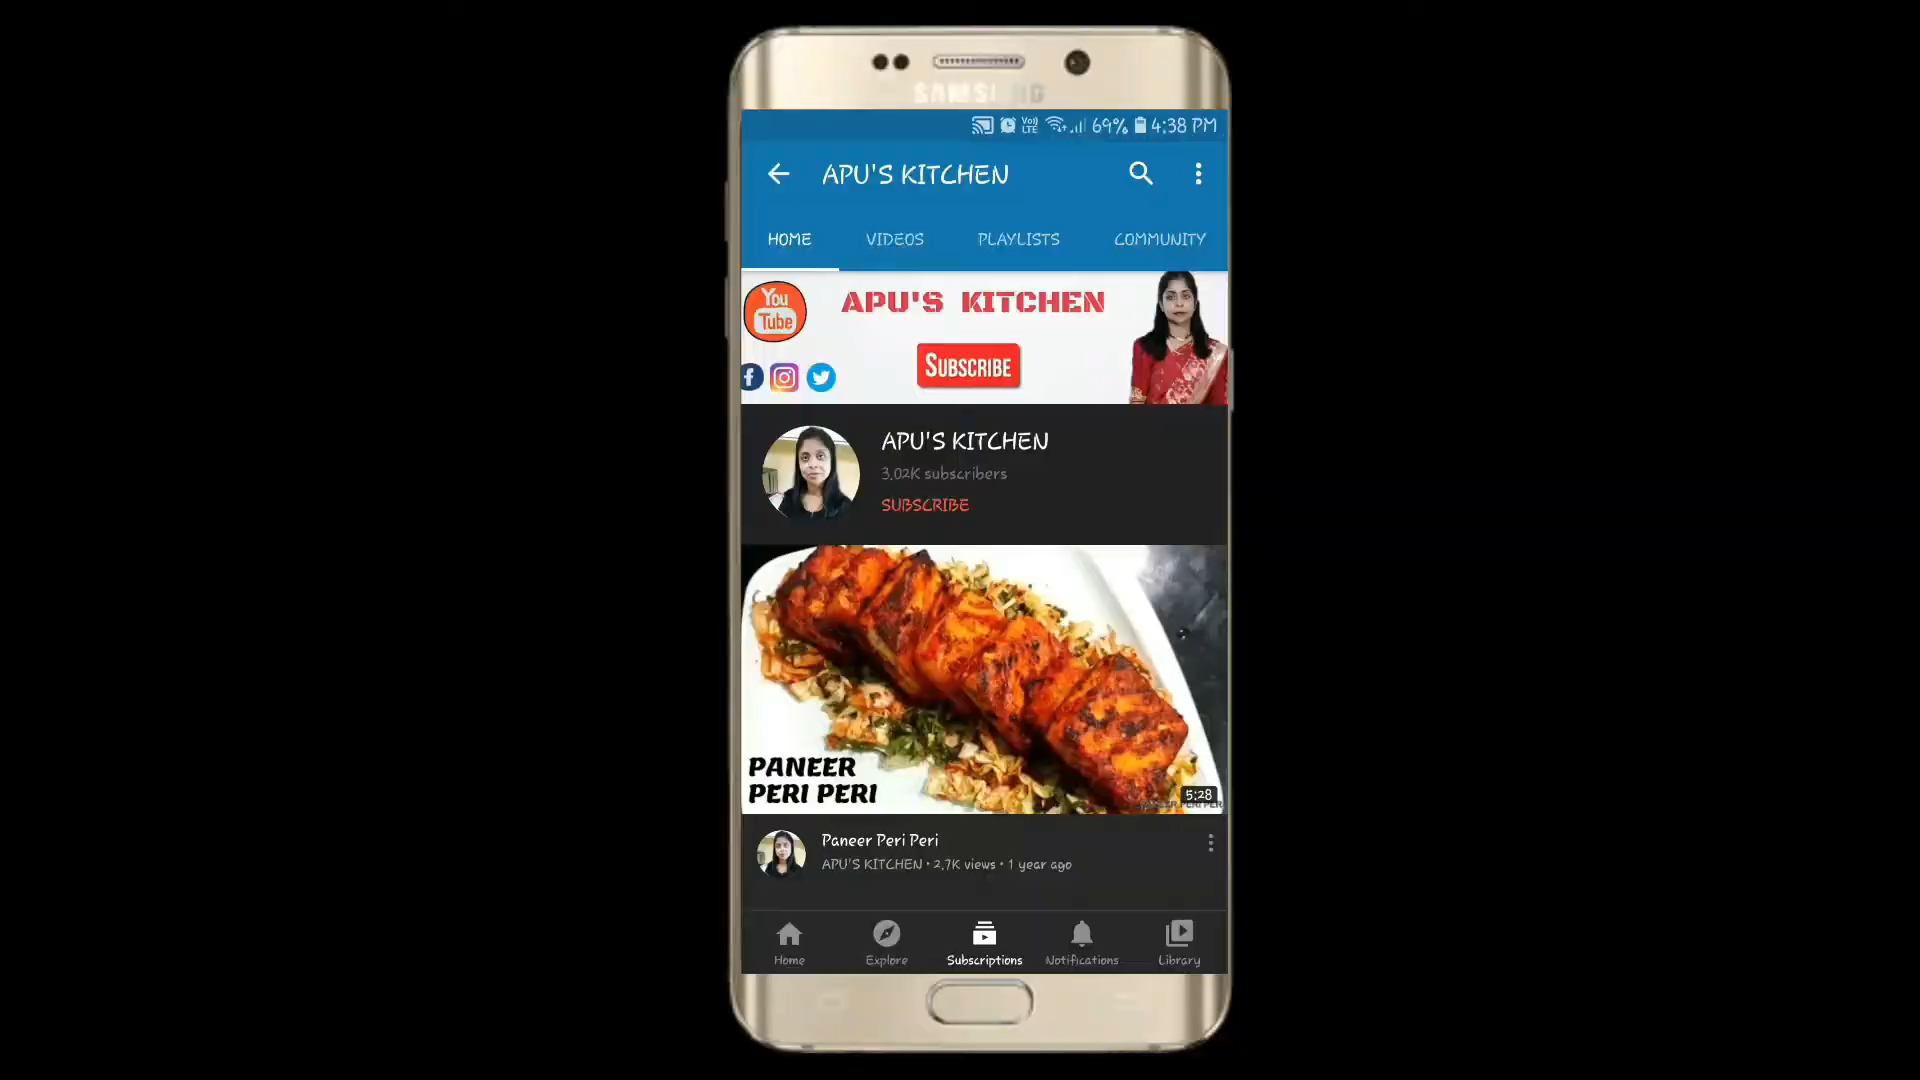 SAMSUNG
Vo))
LTE
69% 4:38 PM
APU'S KITCHEN
HOME VIDEOS PLAYLISTS COMMUNITY
You
Tube
APU'S KITCHEN
SUBSCRIBE
APU'S KITCHEN
3.02K subscribers
SUBSCRIBE
PANEER
PERI PERI
5:28
Paneer Peri Peri
APU'S KITCHEN • 2.7K views • 1 year ago
Home Explore Subscriptions Notifications Library